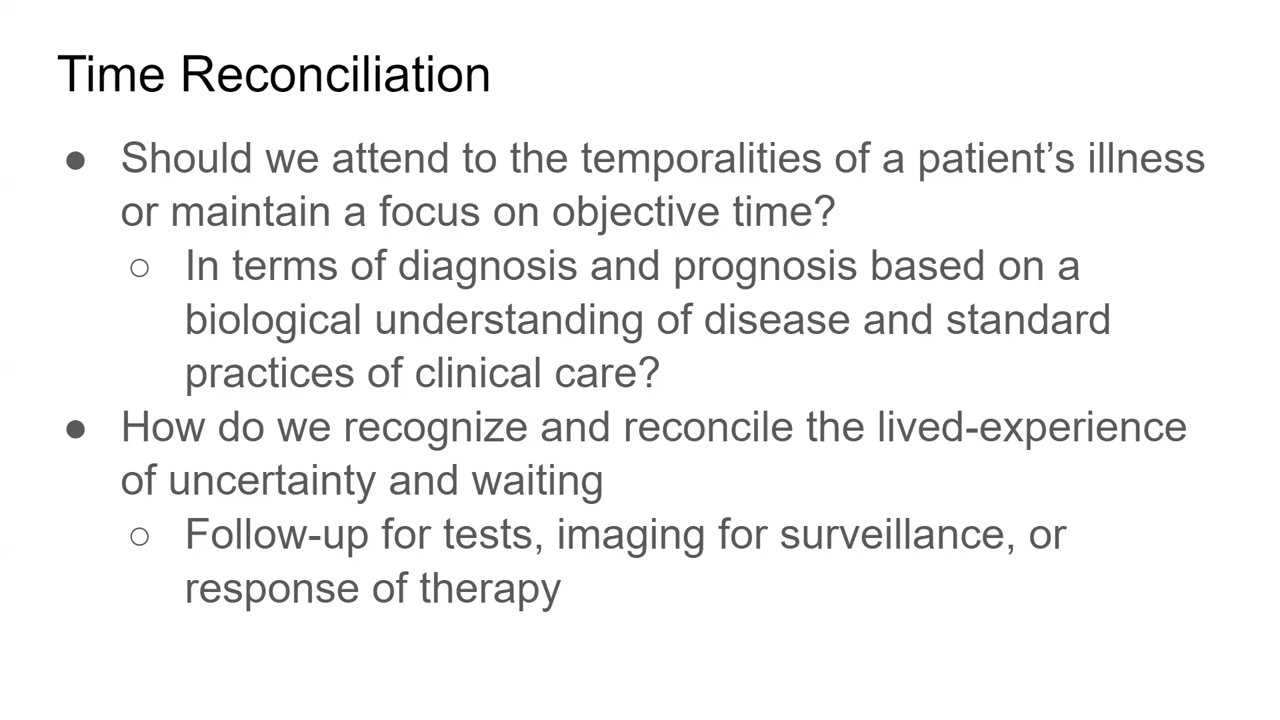 Time Reconciliation
● Should we attend to the temporalities of a patient’s illness
or maintain a focus on objective time?
○ In terms of diagnosis and prognosis based on a
biological understanding of disease and standard
practices of clinical care?
● How do we recognize and reconcile the lived-experience
of uncertainty and waiting
○ Follow-up for tests, imaging for surveillance, or
response of therapy